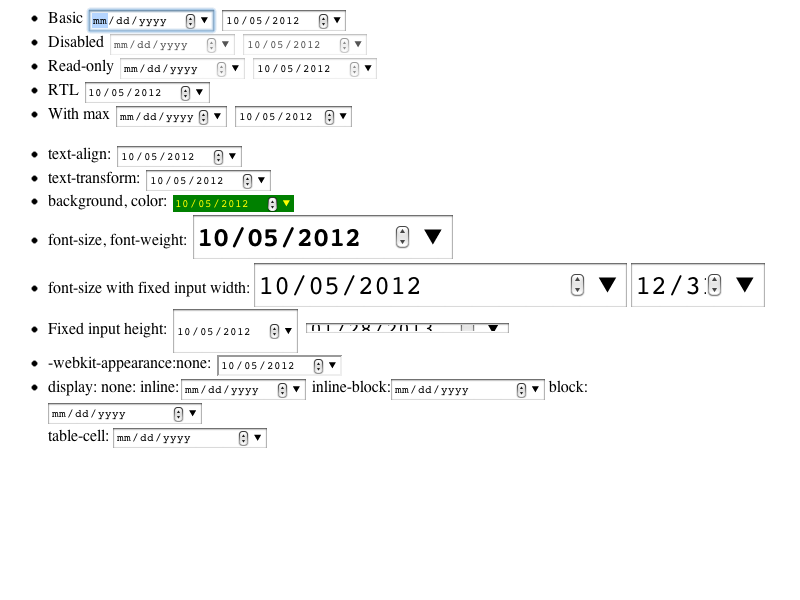 Basic mm/dd/yyyy 10/05/2012
Disabled mm/dd/yyyy 10/05/2012
Read-only mm/dd/yyyy 10/05/2012
RTL 10/05/2012
With max mm/dd/yyyy 10/05/2012
text-align: 10/05/2012
text-transform: 10/05/2012
background, color: 10/05/2012
font-size, font-weight: 10/05/2012
font-size with fixed input width: 10/05/2012 12/3
Fixed input height: 10/05/2012 01/28/2013
-webkit-appearance:none: 10/05/2012
display: none: inline: mm/dd/yyyy inline-block: mm/dd/yyyy block:
mm/dd/yyyy
table-cell: mm/dd/yyyy